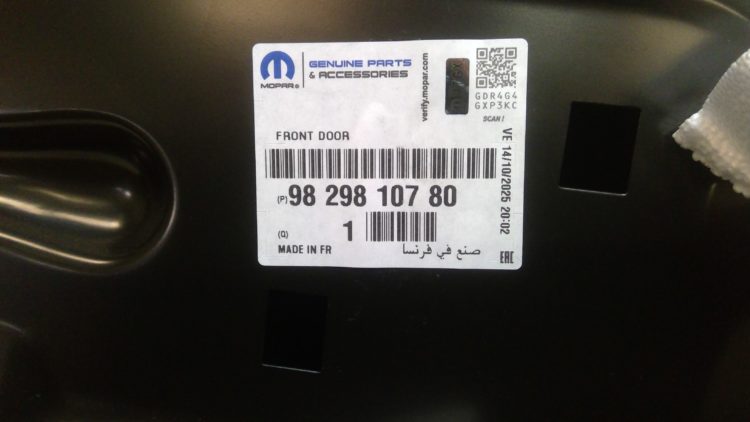 GENUINE PARTS
& ACCESSORIES
MOPAR®
verify.mopar.com
GDR4G4
GXP3KC
SCAN!
FRONT DOOR
(P) 98 298 107 80
(Q) 1
MADE IN FR
صنع في فرنسا
VE 14/10/2025 20:02
EAC